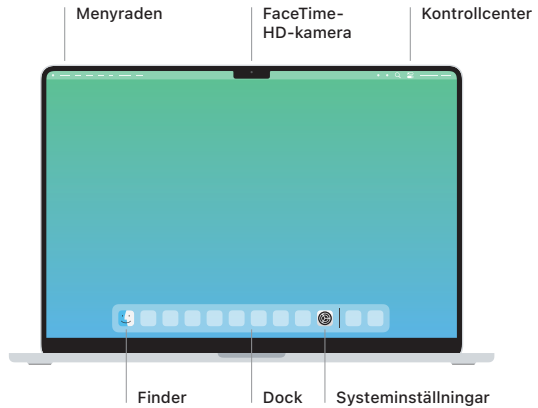 Menyraden
FaceTime-
HD-kamera
Kontrollcenter
Finder
Dock
Systeminställningar